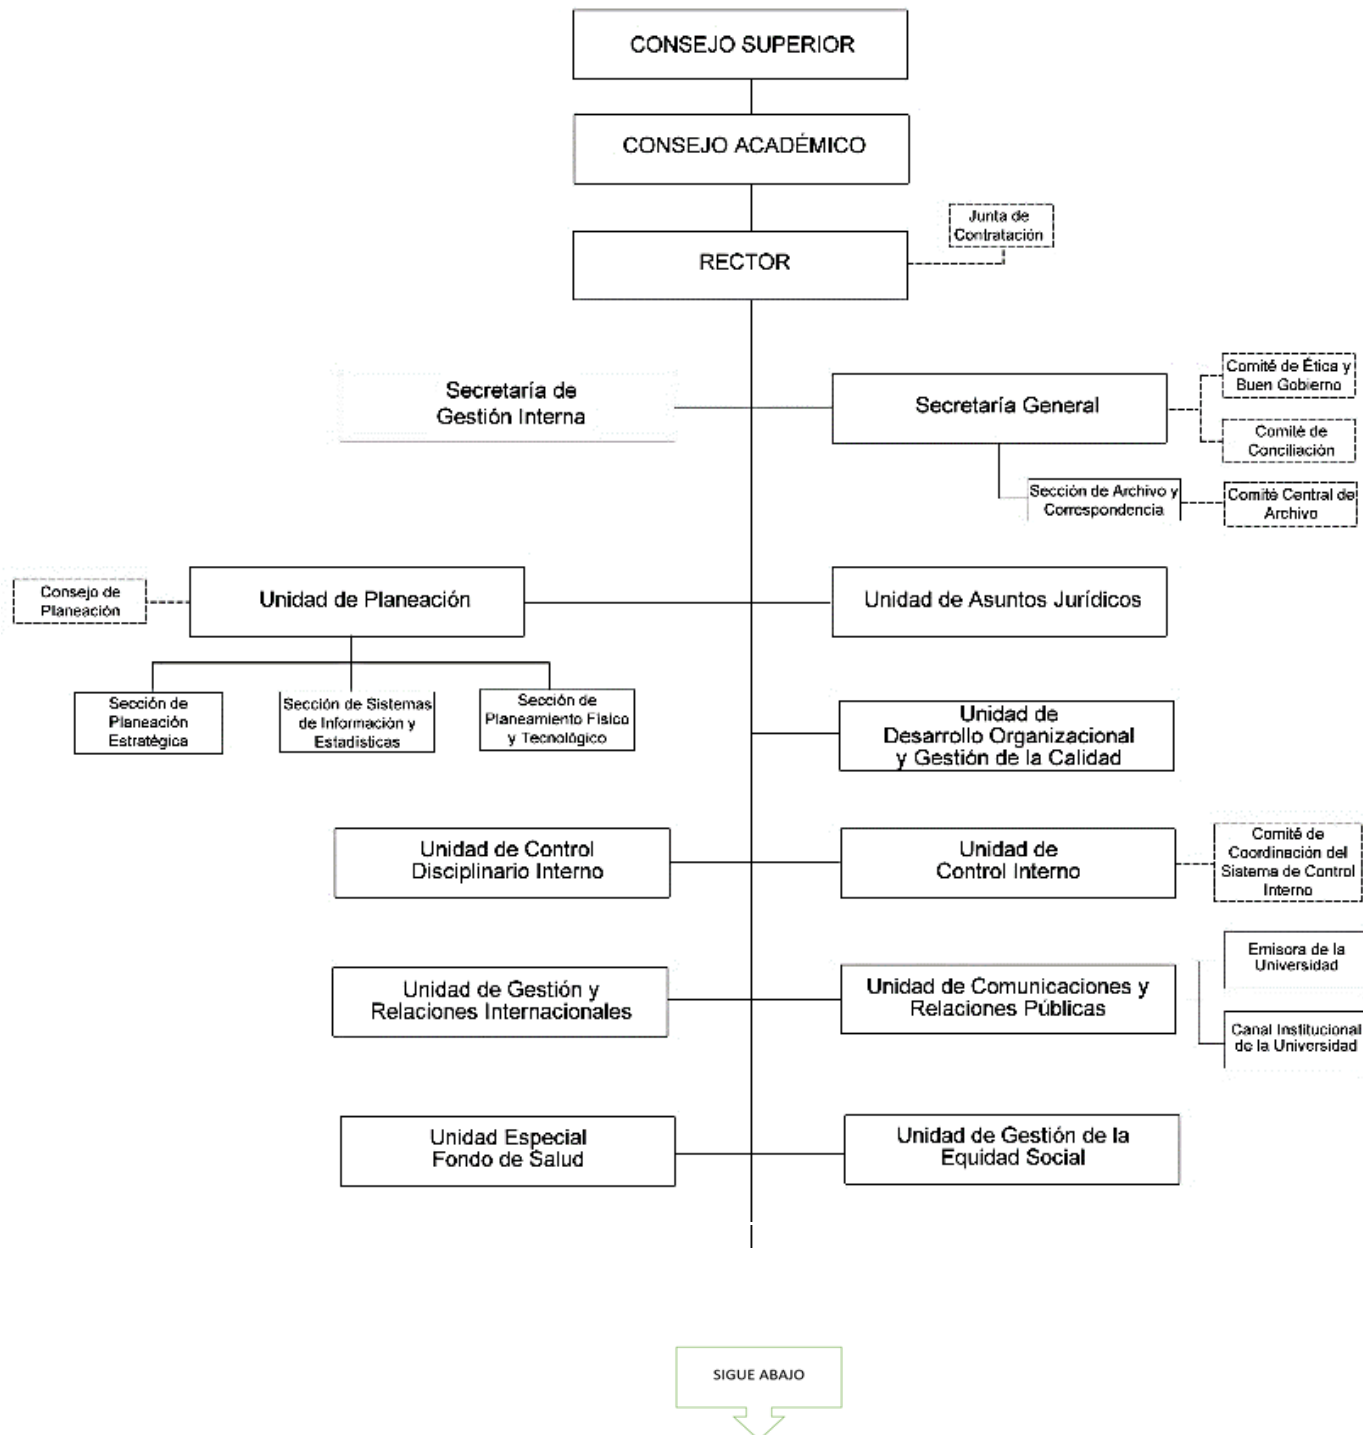 CONSEJO SUPERIOR
CONSEJO ACADÉMICO
Junta de
Contratación
RECTOR
Secretaría de
Gestión Interna
Secretaría General
Comité de Ética y
Buen Gobierno
Comité de
Conciliación
Sección de Archivo y
Correspondencia
Comité Central de
Archivo
Consejo de
Planeación
Unidad de Planeación
Unidad de Asuntos Jurídicos
Sección de
Planeación
Estratégica
Sección de Sistemas
de Información y
Estadísticas
Sección de
Planeamiento Físico
y Tecnológico
Unidad de
Desarrollo Organizacional
y Gestión de la Calidad
Unidad de Control
Disciplinario Interno
Unidad de
Control Interno
Comité de
Coordinación del
Sistema de Control
Interno
Unidad de Gestión y
Relaciones Internacionales
Unidad de Comunicaciones y
Relaciones Públicas
Emisora de la
Universidad
Canal Institucional
de la Universidad
Unidad Especial
Fondo de Salud
Unidad de Gestión de la
Equidad Social
SIGUE ABAJO